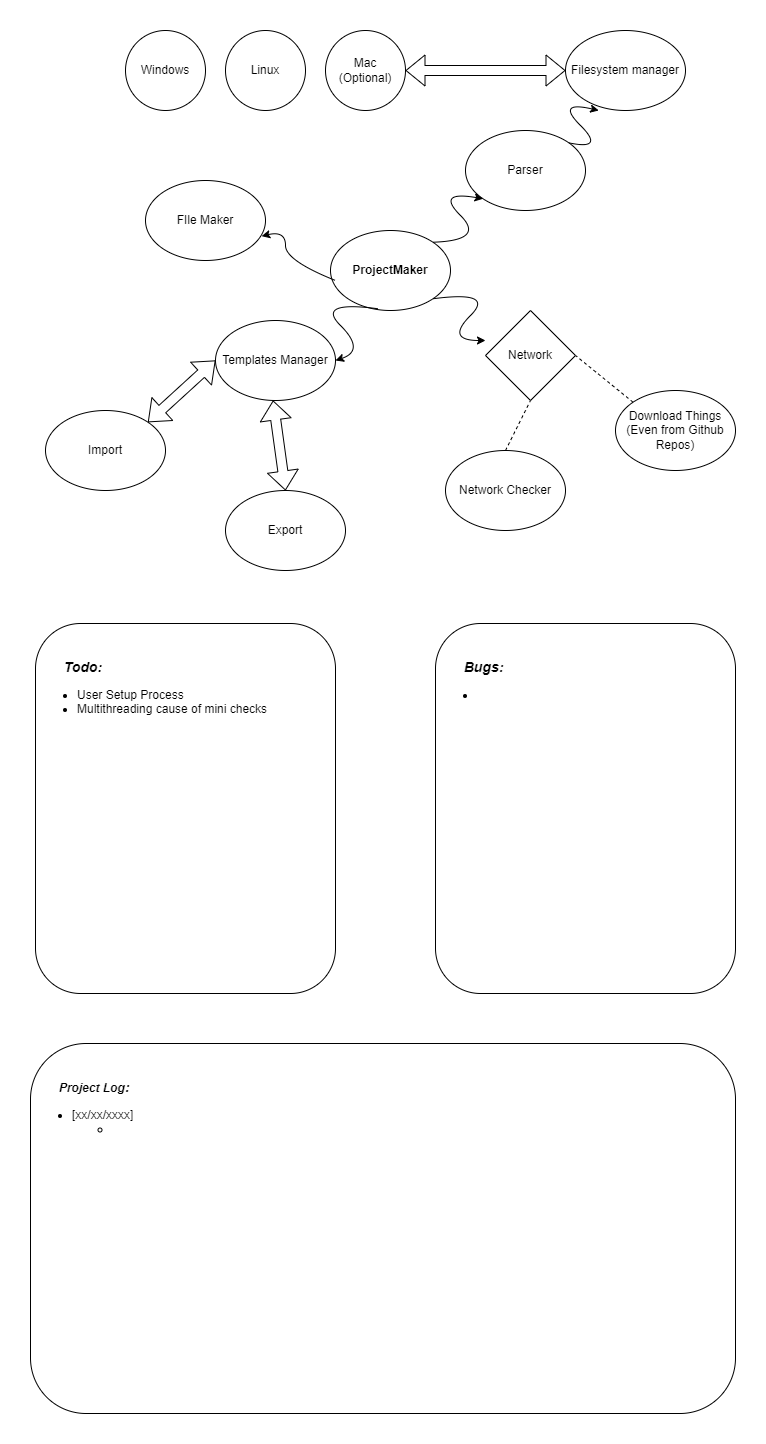 Windows
Linux
Mac
(Optional)
Filesystem manager
Parser
FIle Maker
ProjectMaker
Templates Manager
Network
Download Things
(Even from Github
Repos)
Import
Network Checker
Export
Todo:
User Setup Process
Multithreading cause of mini checks
Bugs:
Project Log:
[xx/xx/xxxx]